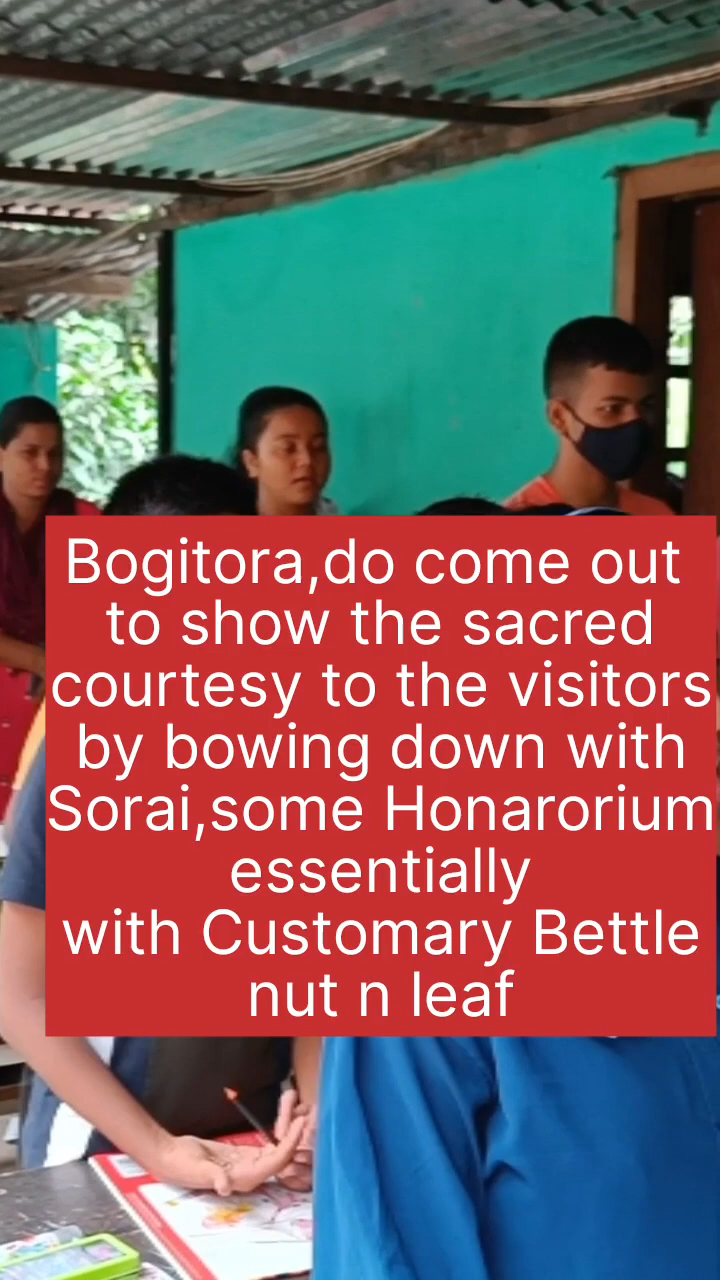 Bogitora,do come out
to show the sacred
courtesy to the visitors
by bowing down with
Sorai,some Honarorium
essentially
with Customary Bettle
nut n leaf